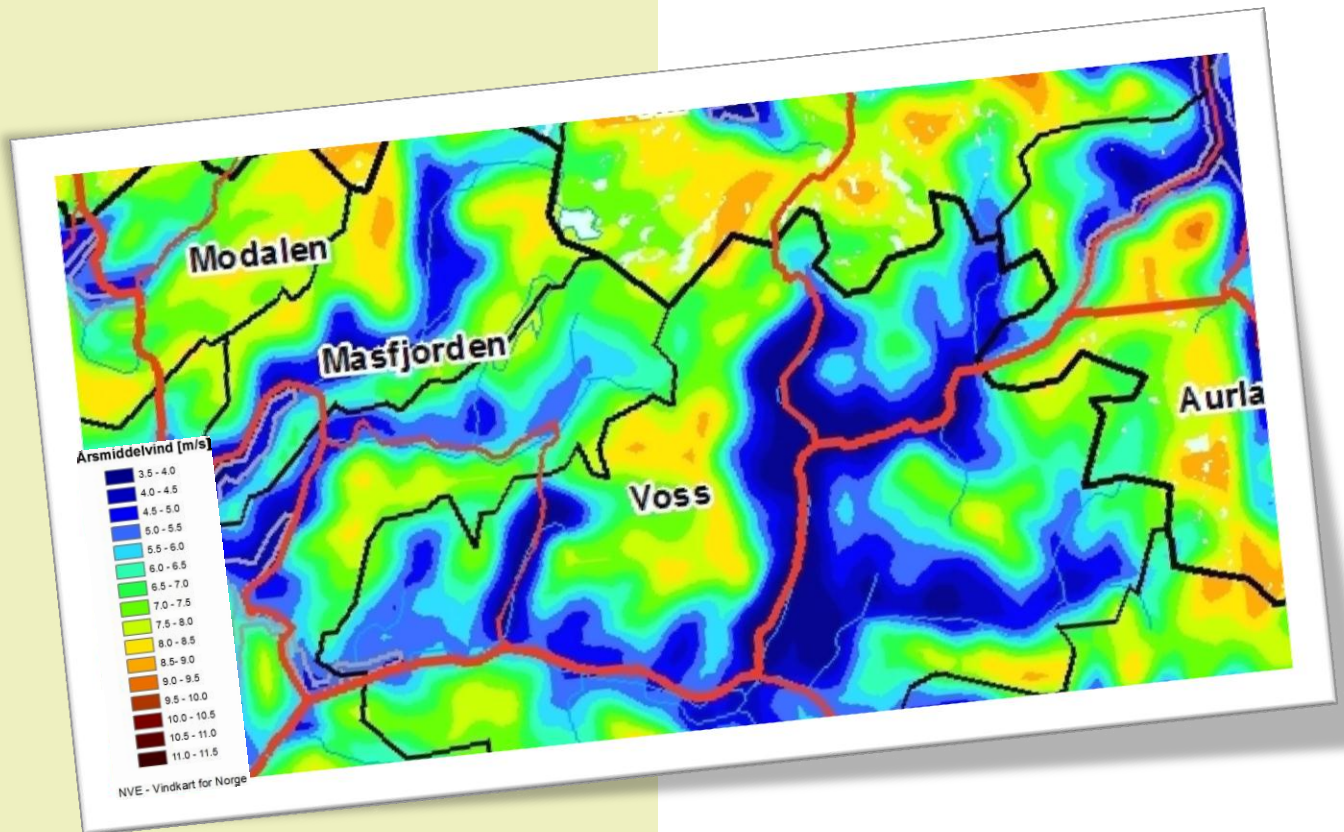 Modalen
Masfjorden
Aurla
Voss
Årsmiddelvind [m/s]
3.5 - 4.0
4.0 - 4.5
4.5 - 5.0
5.0 - 5.5
5.5 - 6.0
6.0 - 6.5
6.5 - 7.0
7.0 - 7.5
7.5 - 8.0
8.0 - 8.5
8.5- 9.0
9.0 - 9.5
9.5 - 10.0
10.0 - 10.5
10.5 - 11.0
11.0 - 11.5
NVE - Vindkart for Norge